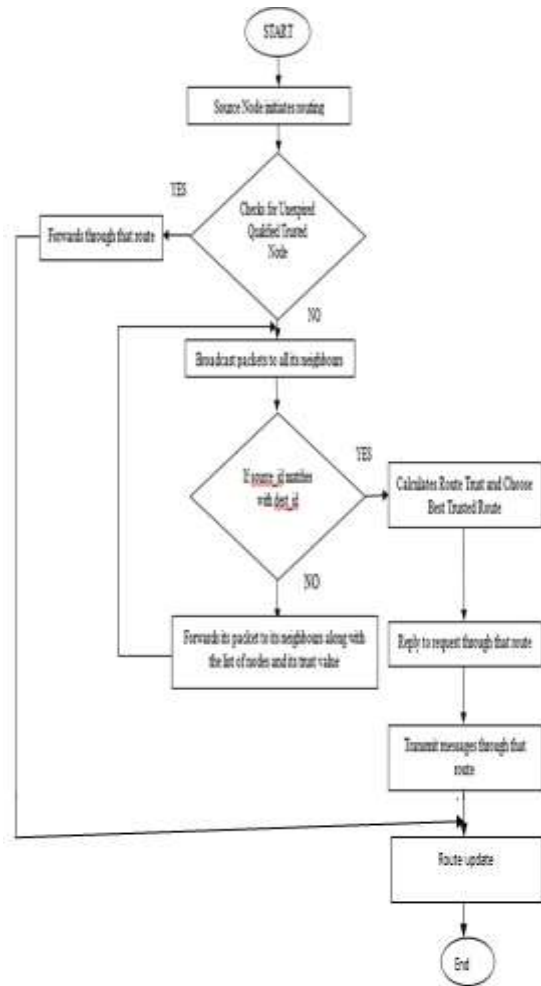 START
Source Node initiates routing
YES
Checks for Unexpired
Qualified Trusted
Node
Forwards through that route
NO
Broadcast packets to all its neighbours
YES
If source_id matches
with dest_id
Calculates Route Trust and Choose
Best Trusted Route
NO
Forwards its packet to its neighbours along with
the list of nodes and its trust value
Reply to request through that route
Transmit messages through that
route
Route update
End